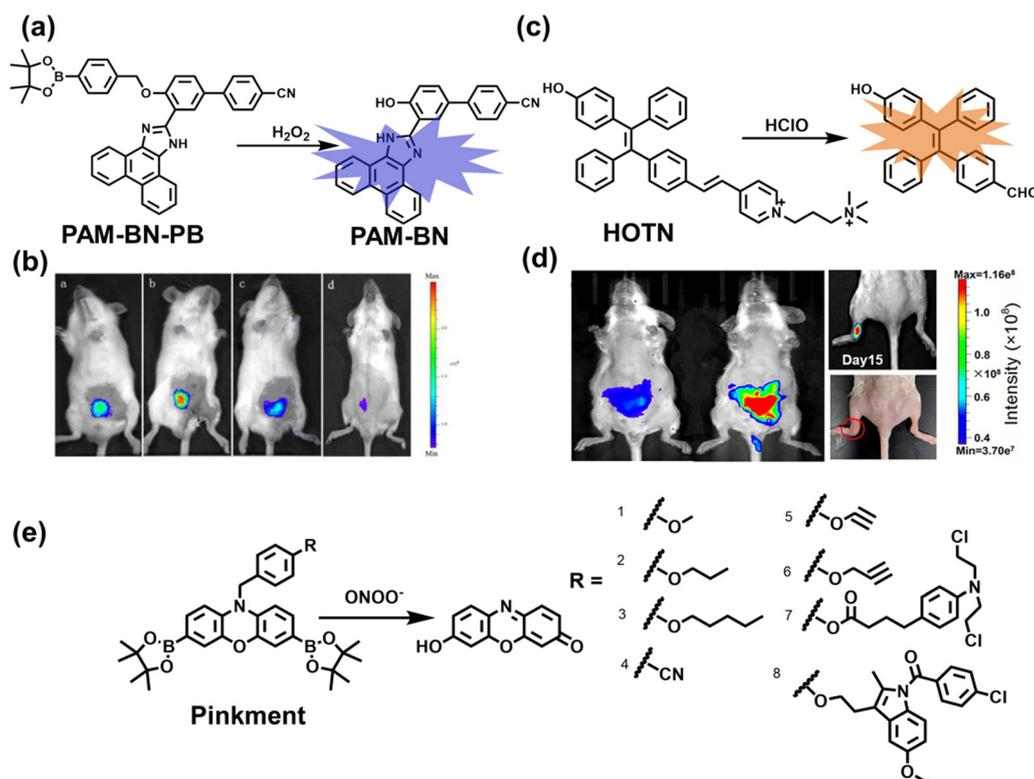 (a)
B
O
O
O
CN
N
NH
H₂O₂
HO
CN
HN
N
PAM-BN-PB
PAM-BN
(c)
HO
N⁺
N⁺
HClO
HO
CHO
HOTN
(b)
a
b
c
d
Max
Min
(d)
Day15
Max=1.16e⁸
1.0
0.8
×10⁸
0.6
0.4
Min=3.70e⁷
Intensity (×10⁸)
(e)
R
N
O
B
O
O
B
O
O
ONOO⁻
N
HO
O
O
Pinkment
R =
1
O
2
O
3
O
4
CN
5
O
6
O
7
O
O
N
Cl
Cl
8
O
N
O
Cl
O